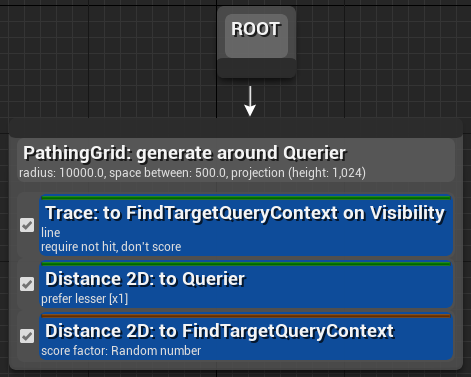 ROOT
PathingGrid: generate around Querier
radius: 10000.0, space between: 500.0, projection (height: 1,024)
Trace: to FindTargetQueryContext on Visibility
line
require not hit, don't score
Distance 2D: to Querier
prefer lesser [x1]
Distance 2D: to FindTargetQueryContext
score factor: Random number